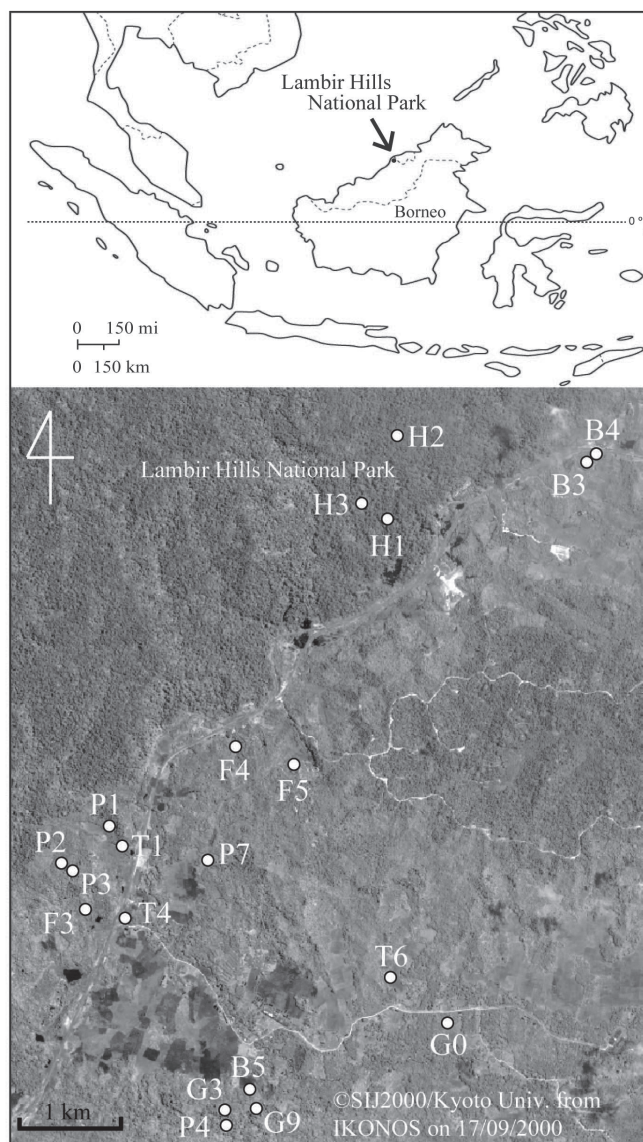 Lambir Hills
National Park
Borneo
0 °
0 150 mi
0 150 km
H2
B4
Lambir Hills National Park
B3
H3
H1
F4
F5
P1
P2
T1
P7
P3
F3
T4
T6
G0
B5
G3
G9
P4
1 km
©SIJ2000/Kyoto Univ. from
IKONOS on 17/09/2000